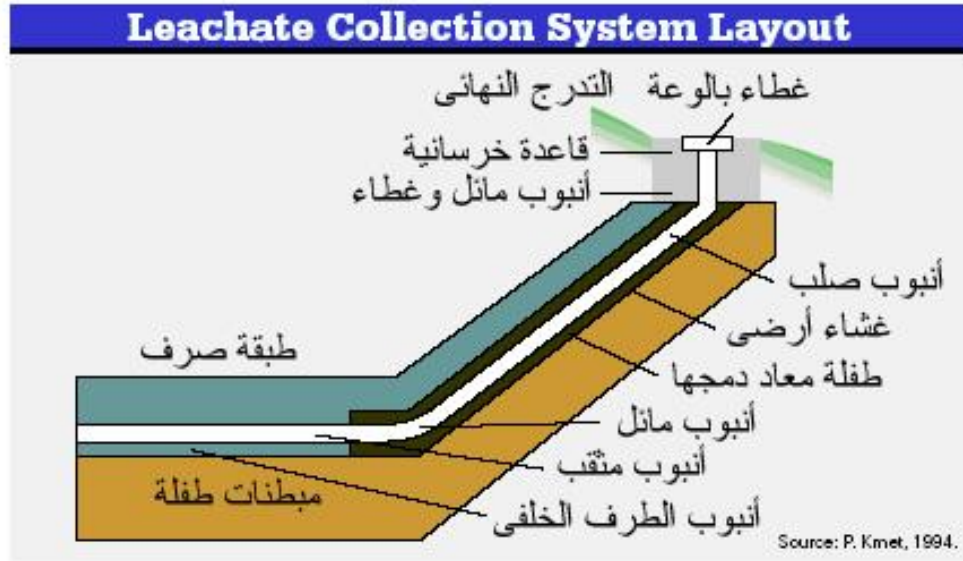 Leachate Collection System Layout
غطاء بالوعة
التدرج النهائى
قاعدة خرسانية
أنبوب مائل وغطاء
أنبوب صلب
غشاء أرضى
طبقة صرف
طفلة معاد دمجها
أنبوب مائل
أنبوب مثقب
مبطنات طفلة
أنبوب الطرف الخلفى
Source: P. Kmet, 1994.